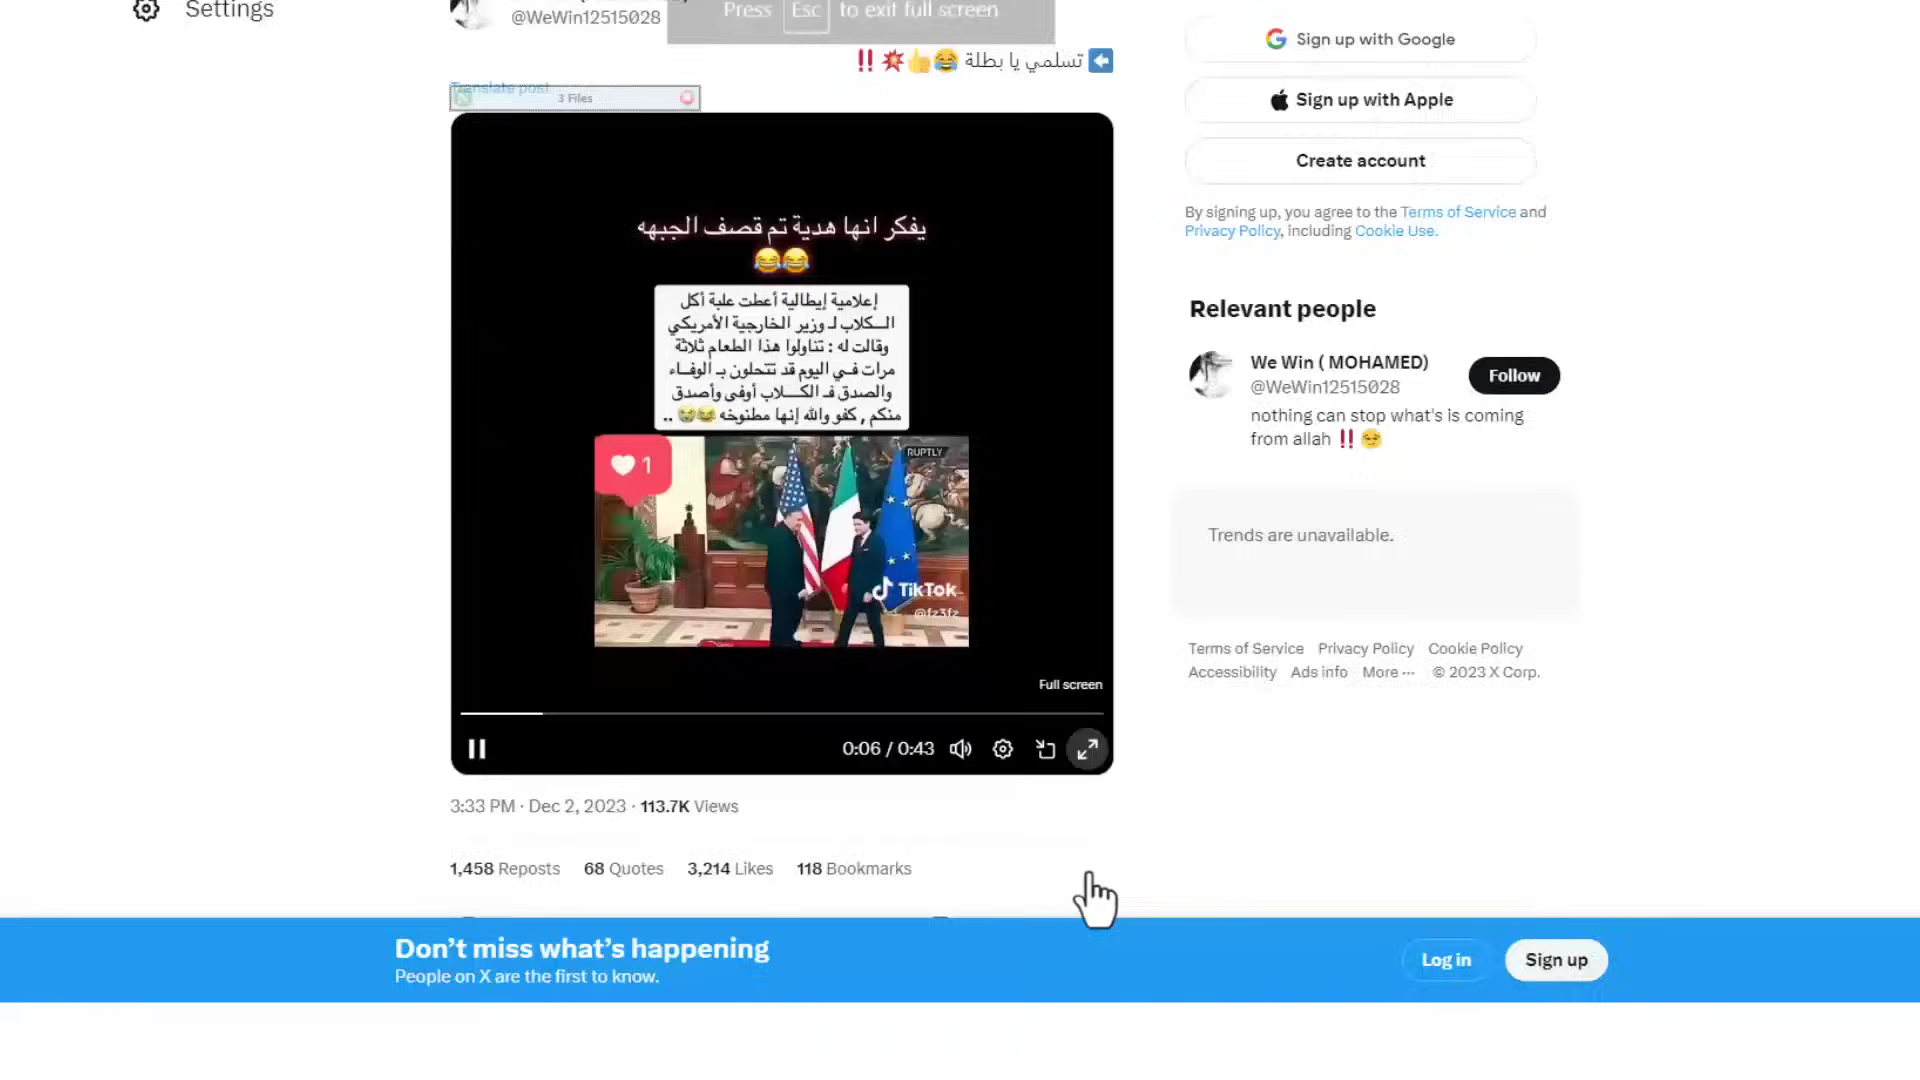 Settings
@WeWin12515028
Press Esc to exit full screen
تسلمي يا بطلة 😂👍💥‼️
Translate post
3 Files
يفكر انها هدية تم قصف الجبهه
😂😂
إعلامية إيطالية أعطت علبة أكل
الــكلاب لـ وزير الخارجية الأمريكي
وقالت له : تناولوا هذا الطعام ثلاثة
مرات فـي اليوم قد تتحلون بـ الوفــاء
والصدق فـ الكــــلاب أوفى وأصدق
منكم , كفو والله إنها مطنوخه 😂😭 ..
1
RUPTLY
TikTok
@fz3fz
Full screen
0:06 / 0:43
3:33 PM · Dec 2, 2023 · 113.7K Views
1,458 Reposts 68 Quotes 3,214 Likes 118 Bookmarks
Sign up with Google
Sign up with Apple
Create account
By signing up, you agree to the Terms of Service and
Privacy Policy, including Cookie Use.
Relevant people
We Win ( MOHAMED)
@WeWin12515028
Follow
nothing can stop what's is coming
from allah ‼️ 😏
Trends are unavailable.
Terms of Service Privacy Policy Cookie Policy
Accessibility Ads info More ··· © 2023 X Corp.
Don’t miss what’s happening
People on X are the first to know.
Log in
Sign up